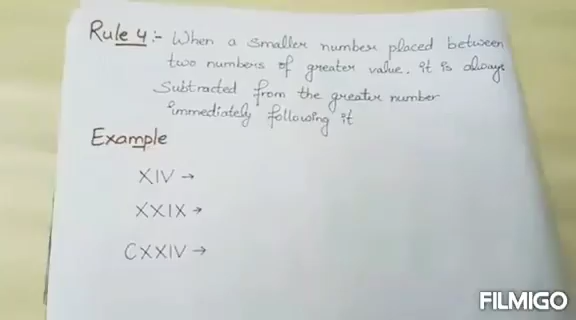 Rule 4:- When a smaller number placed between
two numbers of greater value. it is always
Subtracted from the greater number
immediately following it
Example
XIV →
XXIX →
CXXIV →
FILMIGO